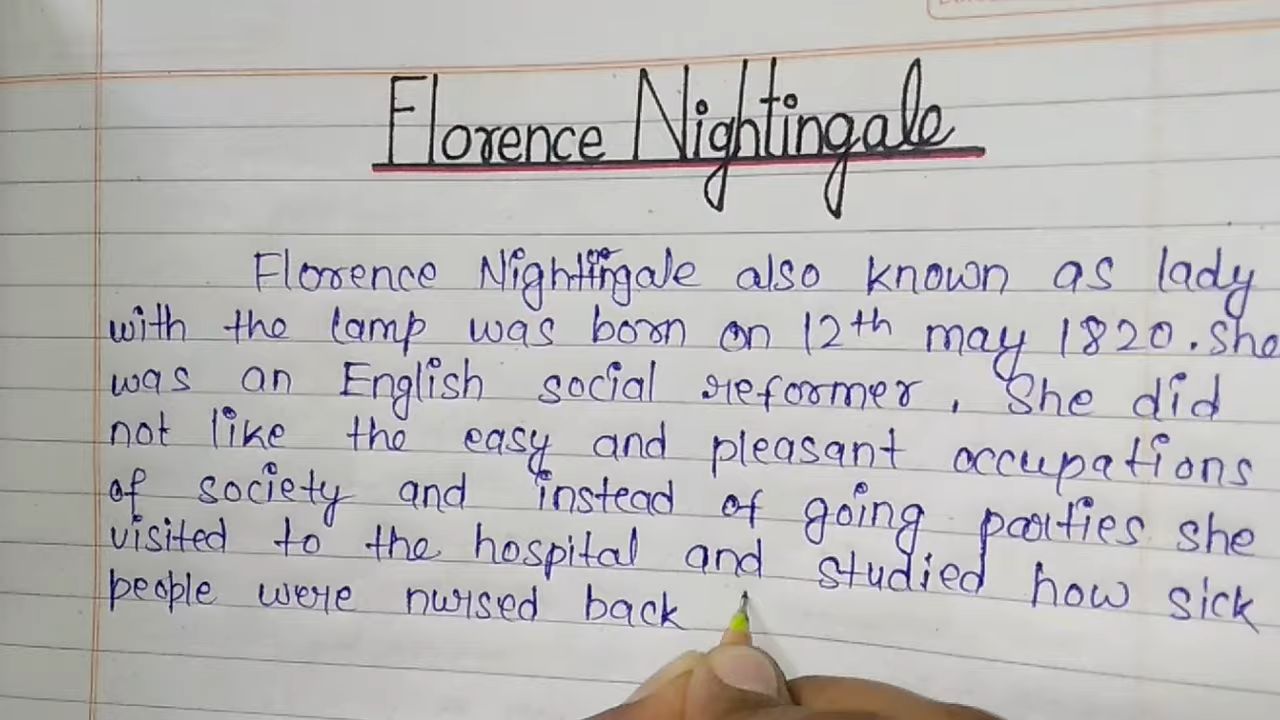 Florence Nightingale
Florence Nightingale also known as lady
with the lamp was born on 12th may 1820. She
was an English social reformer. She did
not like the easy and pleasant occupations
of society and instead of going parties she
visited to the hospital and studied how sick
people were nursed back